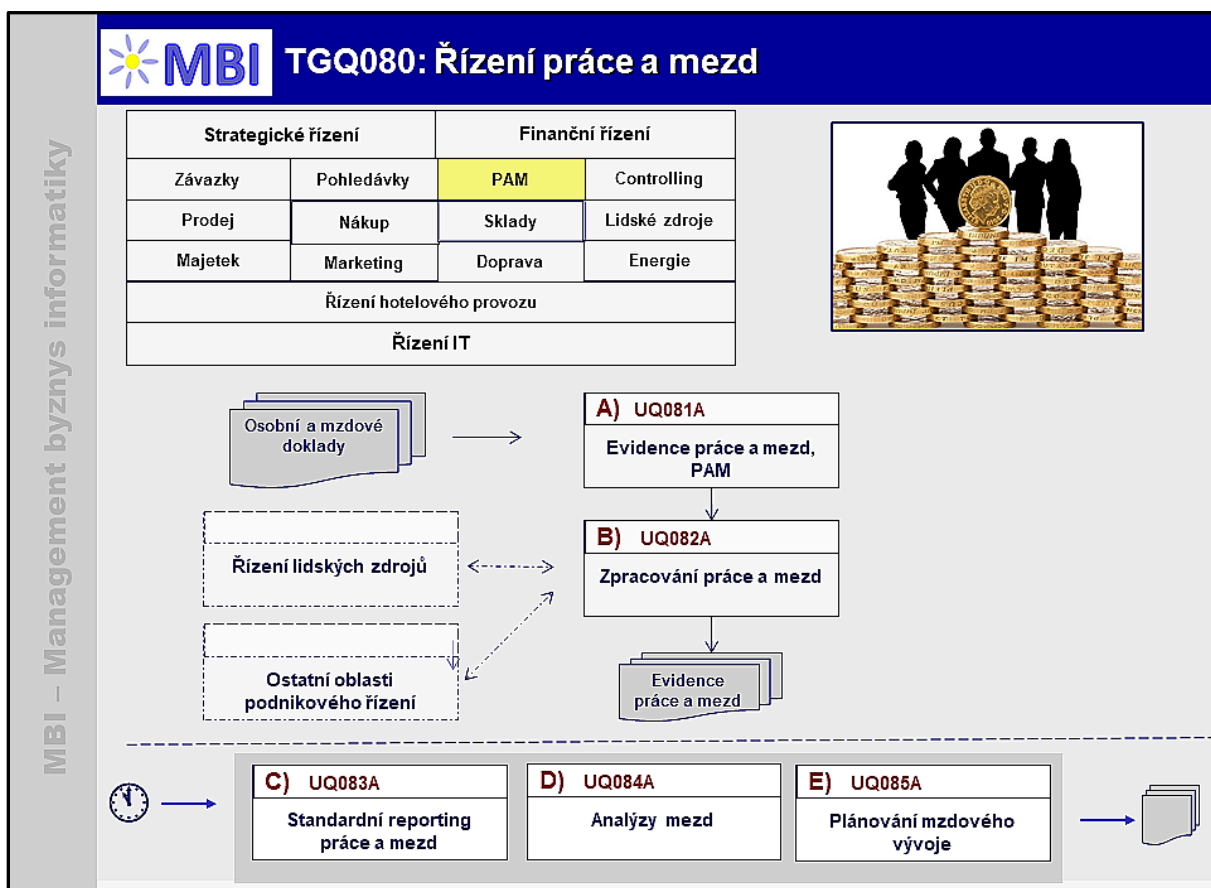 MBI – Management byznys informatiky
MBI
TGQ080: Řízení práce a mezd
Strategické řízení
Finanční řízení
Závazky
Pohledávky
PAM
Controlling
Prodej
Nákup
Sklady
Lidské zdroje
Majetek
Marketing
Doprava
Energie
Řízení hotelového provozu
Řízení IT
Osobní a mzdové
doklady
A) UQ081A
Evidence práce a mezd,
PAM
B) UQ082A
Zpracování práce a mezd
Řízení lidských zdrojů
Ostatní oblasti
podnikového řízení
Evidence
práce a mezd
C) UQ083A
Standardní reporting
práce a mezd
D) UQ084A
Analýzy mezd
E) UQ085A
Plánování mzdového
vývoje